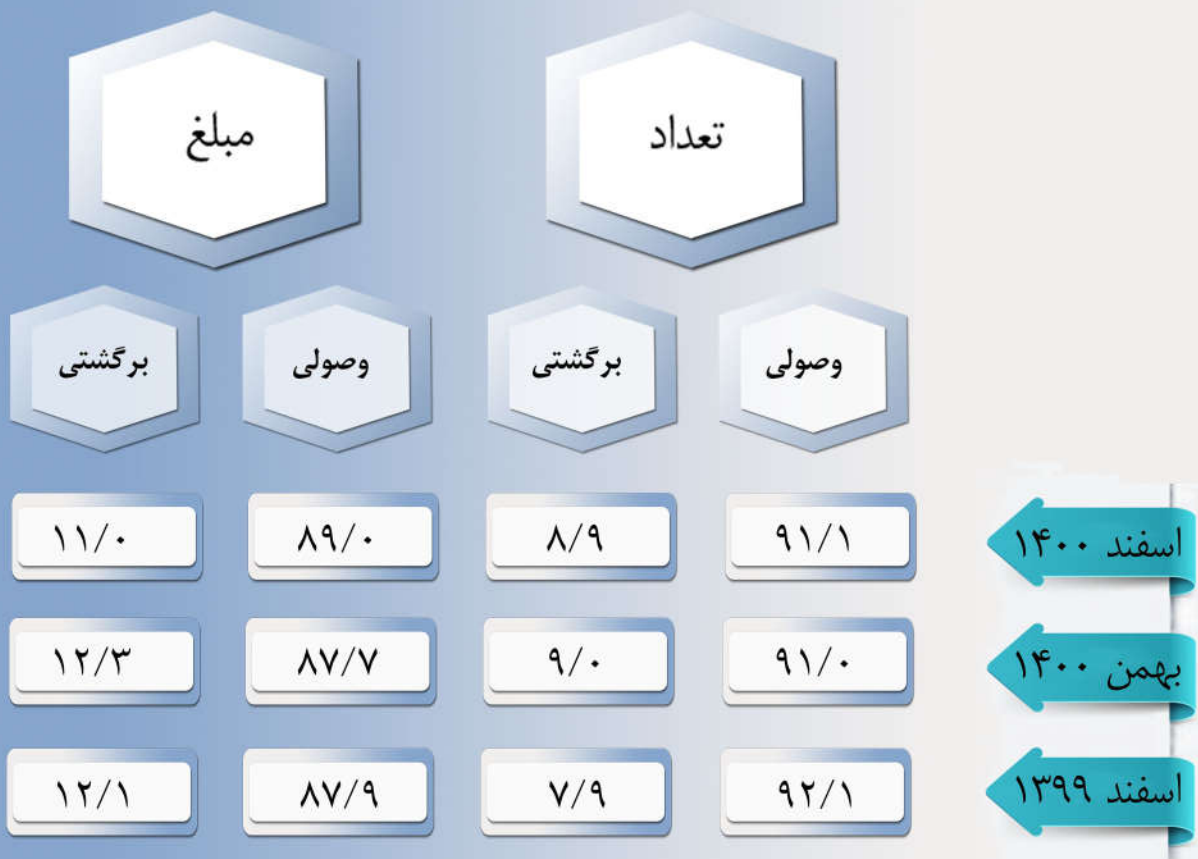 تعداد مبلغ
وصولی برگشتی وصولی برگشتی
اسفند ۱۴۰۰ ۹۱/۱ ۸/۹ ۸۹/۰ ۱۱/۰
بهمن ۱۴۰۰ ۹۱/۰ ۹/۰ ۸۷/۷ ۱۲/۳
اسفند ۱۳۹۹ ۹۲/۱ ۷/۹ ۸۷/۹ ۱۲/۱